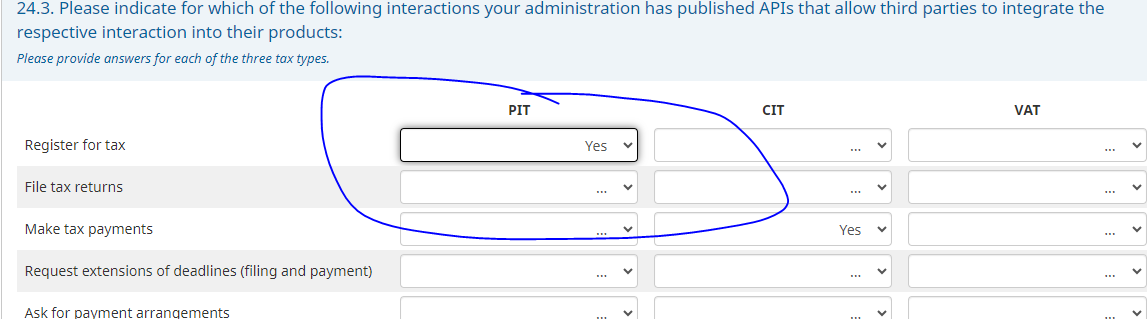 24.3. Please indicate for which of the following interactions your administration has published APIs that allow third parties to integrate the
respective interaction into their products:
Please provide answers for each of the three tax types.
PIT CIT VAT
Register for tax Yes ... ...
File tax returns ... ... ...
Make tax payments ... Yes ...
Request extensions of deadlines (filing and payment) ... ... ...
Ask for payment arrangements ... ... ...